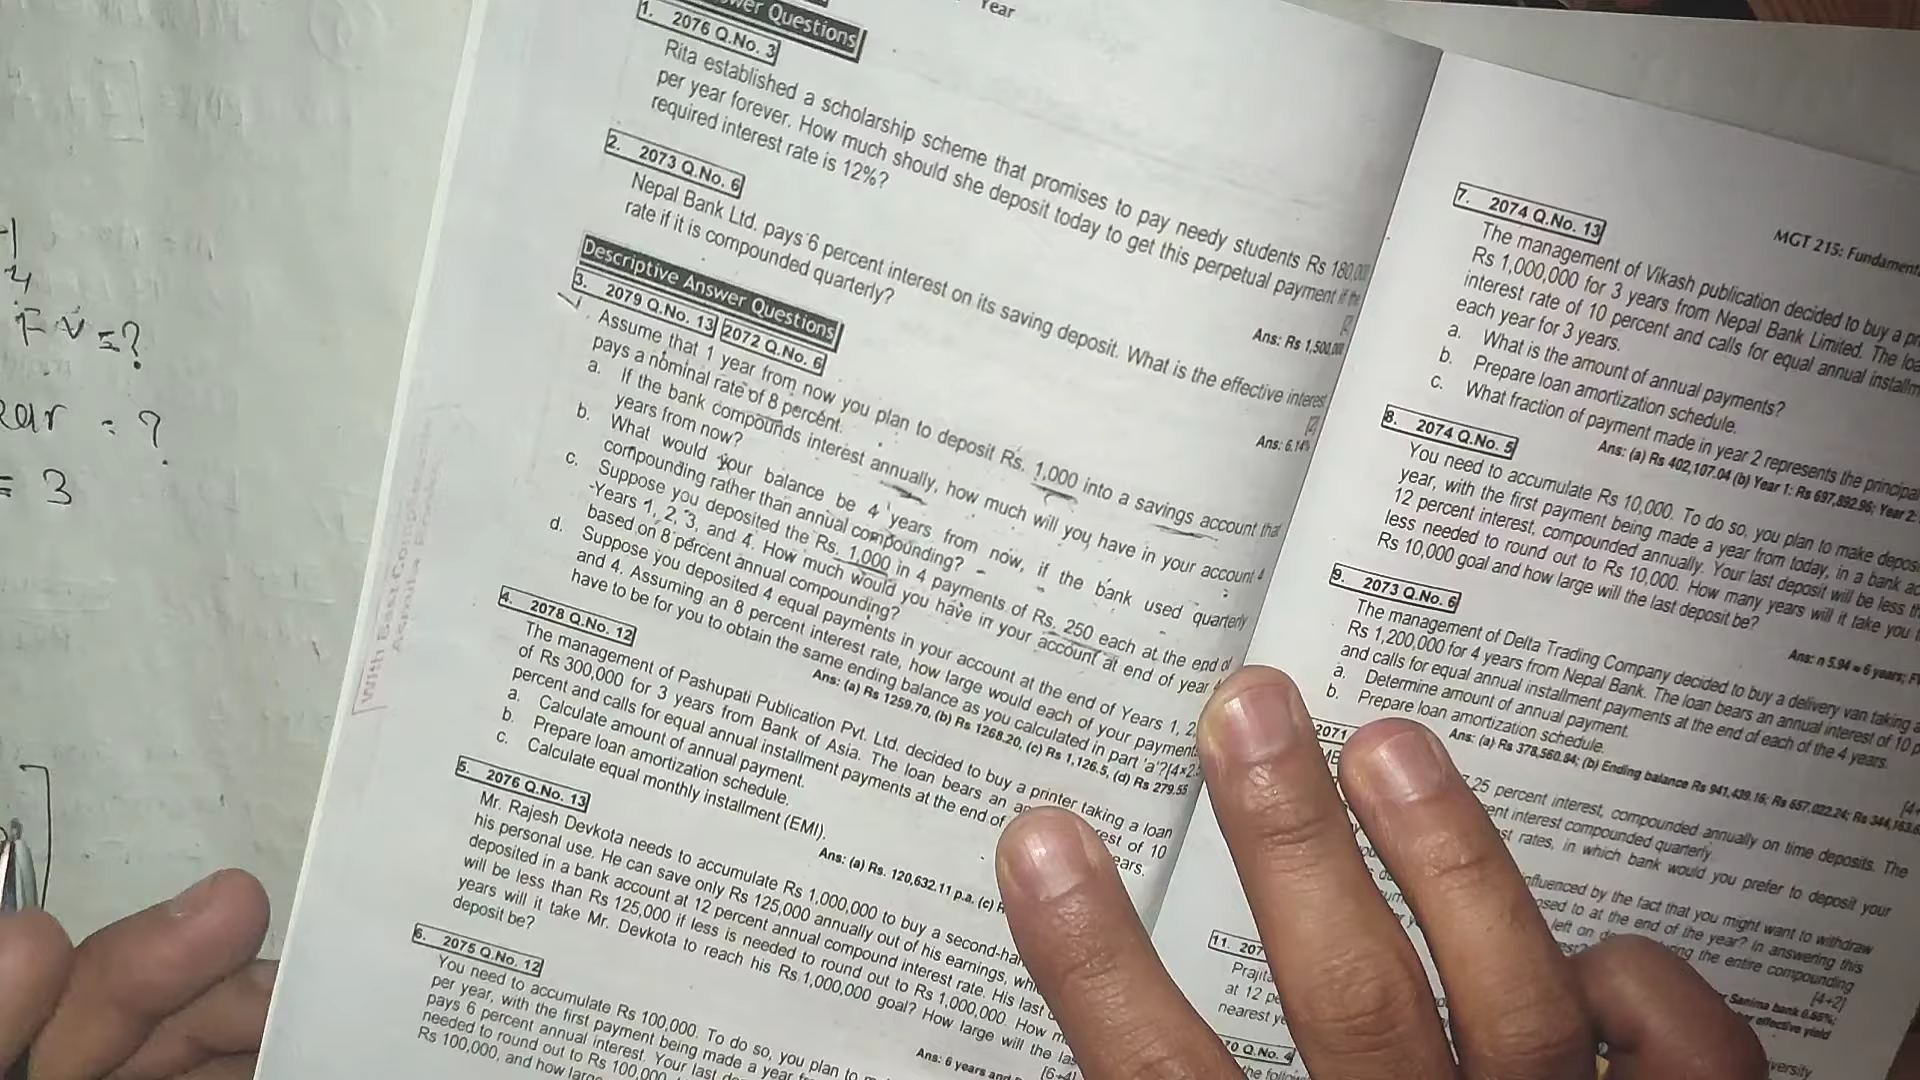 Year
wer Questions
1. 2076 Q.No. 3
Rita established a scholarship scheme that promises to pay needy students Rs 180,000
per year forever. How much should she deposit today to get this perpetual payment if the
required interest rate is 12%?
[2]
Ans: Rs 1,500,000
2. 2073 Q.No. 6
Nepal Bank Ltd. pays 6 percent interest on its saving deposit. What is the effective interest
rate if it is compounded quarterly?
[2]
Ans: 6.14%
Descriptive Answer Questions
3. 2079 Q.No. 13 2072 Q.No. 6
Assume that 1 year from now you plan to deposit Rs. 1,000 into a savings account that
pays a nominal rate of 8 percent.
a. If the bank compounds interest annually, how much will you have in your account 4
years from now?
b. What would your balance be 4 years from now, if the bank used quarterly
compounding rather than annual compounding?
c. Suppose you deposited the Rs. 1,000 in 4 payments of Rs. 250 each at the end of
Years 1, 2, 3, and 4. How much would you have in your account at end of year
based on 8 percent annual compounding?
d. Suppose you deposited 4 equal payments in your account at the end of Years 1, 2,
and 4. Assuming an 8 percent interest rate, how large would each of your payment
have to be for you to obtain the same ending balance as you calculated in part 'a'? [4×2.
Ans: (a) Rs 1259.70, (b) Rs 1268.20, (c) Rs 1,126.5, (d) Rs 279.55
4. 2078 Q.No. 12
The management of Pashupati Publication Pvt. Ltd. decided to buy a printer taking a loan
of Rs 300,000 for 3 years from Bank of Asia. The loan bears an an rest of 10
percent and calls for equal annual installment payments at the end of ears.
a. Calculate amount of annual payment.
b. Prepare loan amortization schedule.
c. Calculate equal monthly installment (EMI).
Ans: (a) Rs. 120,632.11 p.a. (c) R
5. 2076 Q.No. 13
Mr. Rajesh Devkota needs to accumulate Rs 1,000,000 to buy a second-han
his personal use. He can save only Rs 125,000 annually out of his earnings, wh
deposited in a bank account at 12 percent annual compound interest rate. His last
will be less than Rs 125,000 if less is needed to round out to Rs 1,000,000. How m
years will it take Mr. Devkota to reach his Rs 1,000,000 goal? How large will the las
deposit be?
[6+4]
Ans: 6 years and
6. 2075 Q.No. 12
You need to accumulate Rs 100,000. To do so, you plan to
per year, with the first payment being made a year
pays 6 percent annual interest. Your last
needed to round out to Rs 100,000
Rs 100,000, and how large
MGT 215: Fundament
7. 2074 Q.No. 13
The management of Vikash publication decided to buy a pr
Rs 1,000,000 for 3 years from Nepal Bank Limited. The loa
interest rate of 10 percent and calls for equal annual installm
each year for 3 years.
a. What is the amount of annual payments?
b. Prepare loan amortization schedule.
c. What fraction of payment made in year 2 represents the principal
Ans: (a) Rs 402,107.04 (b) Year 1: Rs 697,892.96; Year 2:
8. 2074 Q.No. 5
You need to accumulate Rs 10,000. To do so, you plan to make deposi
year, with the first payment being made a year from today, in a bank ac
12 percent interest, compounded annually. Your last deposit will be less th
less needed to round out to Rs 10,000. How many years will it take you
Rs 10,000 goal and how large will the last deposit be?
Ans: n 5.94 = 6 years; F
9. 2073 Q.No. 6
The management of Delta Trading Company decided to buy a delivery van taking a
Rs 1,200,000 for 4 years from Nepal Bank. The loan bears an annual interest of 10 p
and calls for equal annual installment payments at the end of each of the 4 years.
a. Determine amount of annual payment.
b. Prepare loan amortization schedule.
Ans: (a) Rs 378,560.84; (b) Ending balance Rs 941,439.16; Rs 657,022.24; Rs 344,163.6
2071
7.25 percent interest, compounded annually on time deposits. The
cent interest compounded quarterly.
st rates, in which bank would you prefer to deposit your
nfluenced by the fact that you might want to withdraw
posed to at the end of the year? In answering this
left on during the entire compounding
[4+2]
Sanima bank 6.66%;
effective yield
11. 207
Prajita
at 12 pe
nearest ye
70 Q.No. 4
the follow
versity
FV=?
ear = ?
= 3